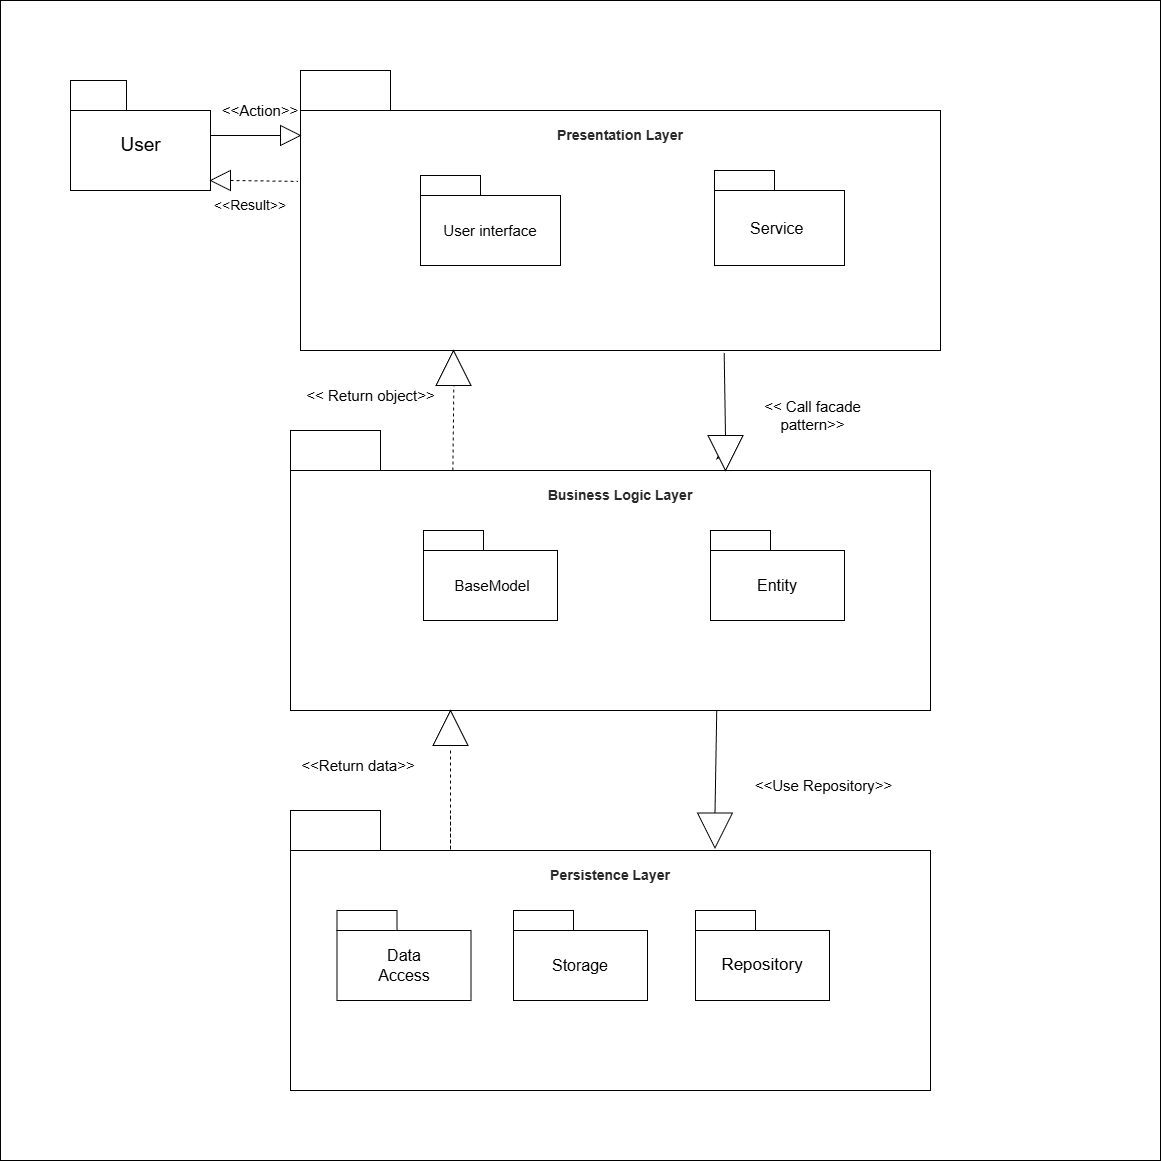 <<Action>>
User
Presentation Layer
<<Result>>
User interface
Service
<< Return object>>
<< Call facade
pattern>>
Business Logic Layer
BaseModel
Entity
<<Return data>>
<<Use Repository>>
Persistence Layer
Data
Access
Storage
Repository